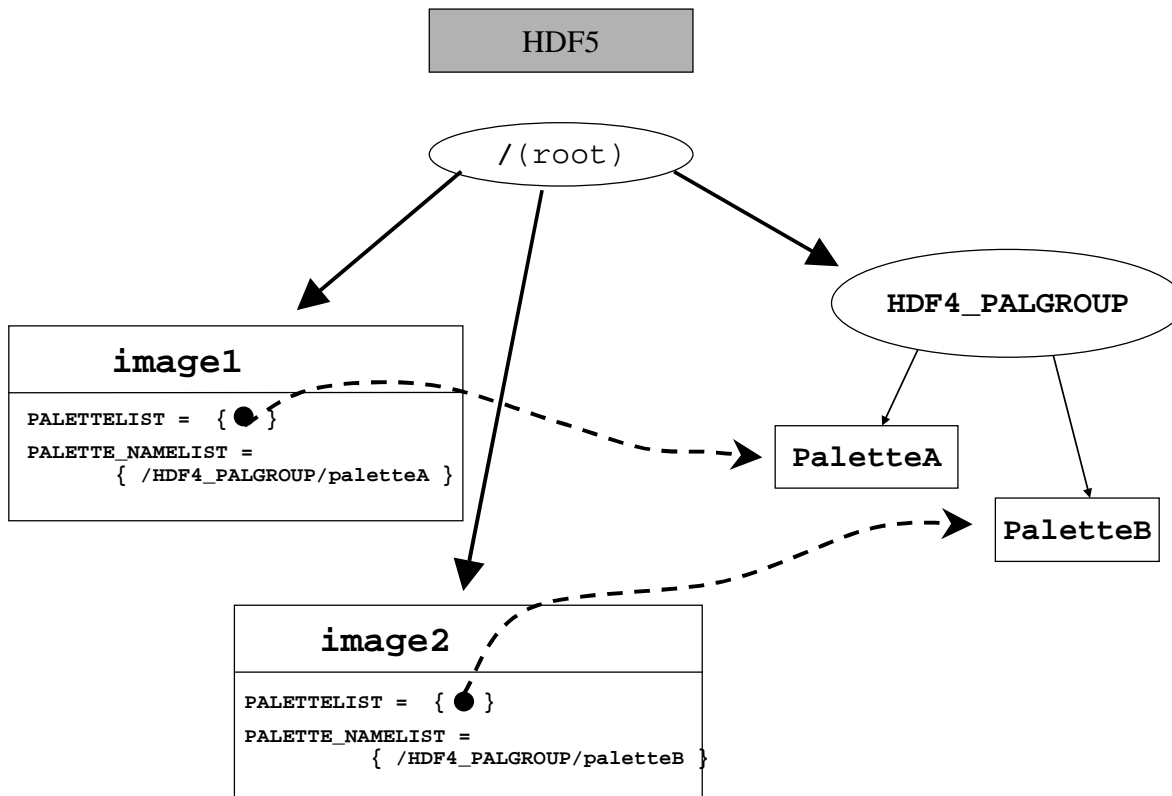 HDF5
/(root)
HDF4_PALGROUP
image1
PALETTELIST = { }
PALETTE_NAMELIST =
{ /HDF4_PALGROUP/paletteA }
PaletteA
PaletteB
image2
PALETTELIST = { }
PALETTE_NAMELIST =
{ /HDF4_PALGROUP/paletteB }